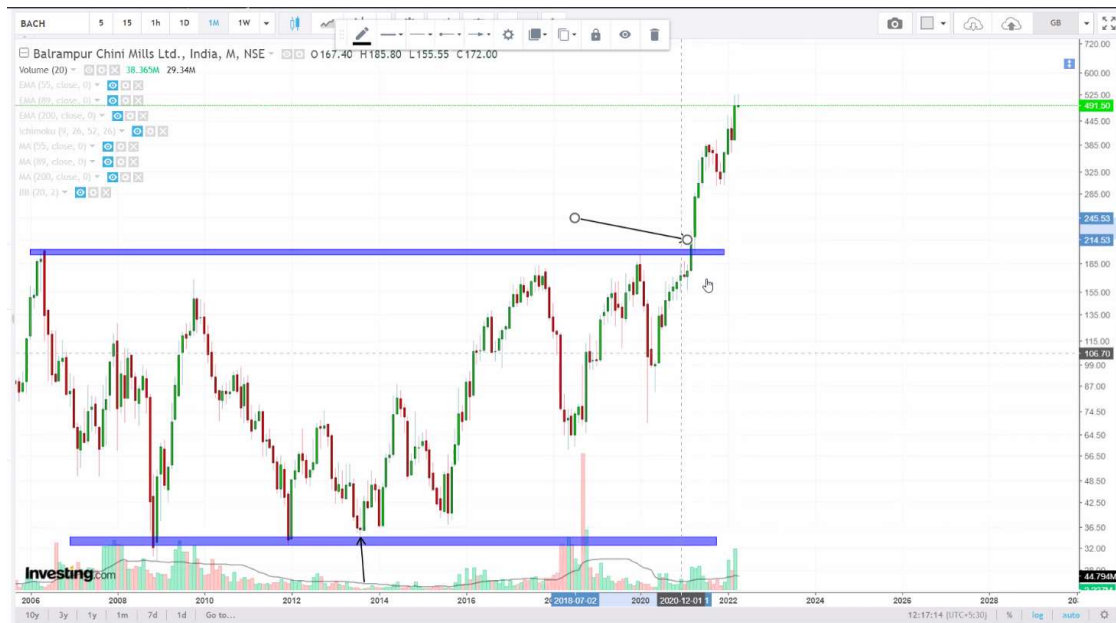 BACH 5 15 1h 1D 1M 1W GB
Balrampur Chini Mills Ltd., India, M, NSE O167.40 H185.80 L155.55 C172.00
Volume (20) 38.365M 29.34M
EMA (55, close, 0)
EMA (89, close, 0)
EMA (200, close, 0)
Ichimoku (9, 26, 52, 26)
MA (55, close, 0)
MA (89, close, 0)
MA (200, close, 0)
BB (20, 2)
720.00
600.00
525.00
491.50
445.00
385.00
325.00
285.00
245.53
214.53
185.00
155.00
135.00
115.00
106.70
99.00
87.00
74.50
64.50
56.50
48.50
42.50
36.50
32.00
Investing.com
44.794M
2006 2008 2010 2012 2014 2016 2018-07-02 2020 2020-12-01 2022 2024 2026 2028
10y 3y 1y 1m 7d 1d Go to... 12:17:14 (UTC+5:30) % log auto